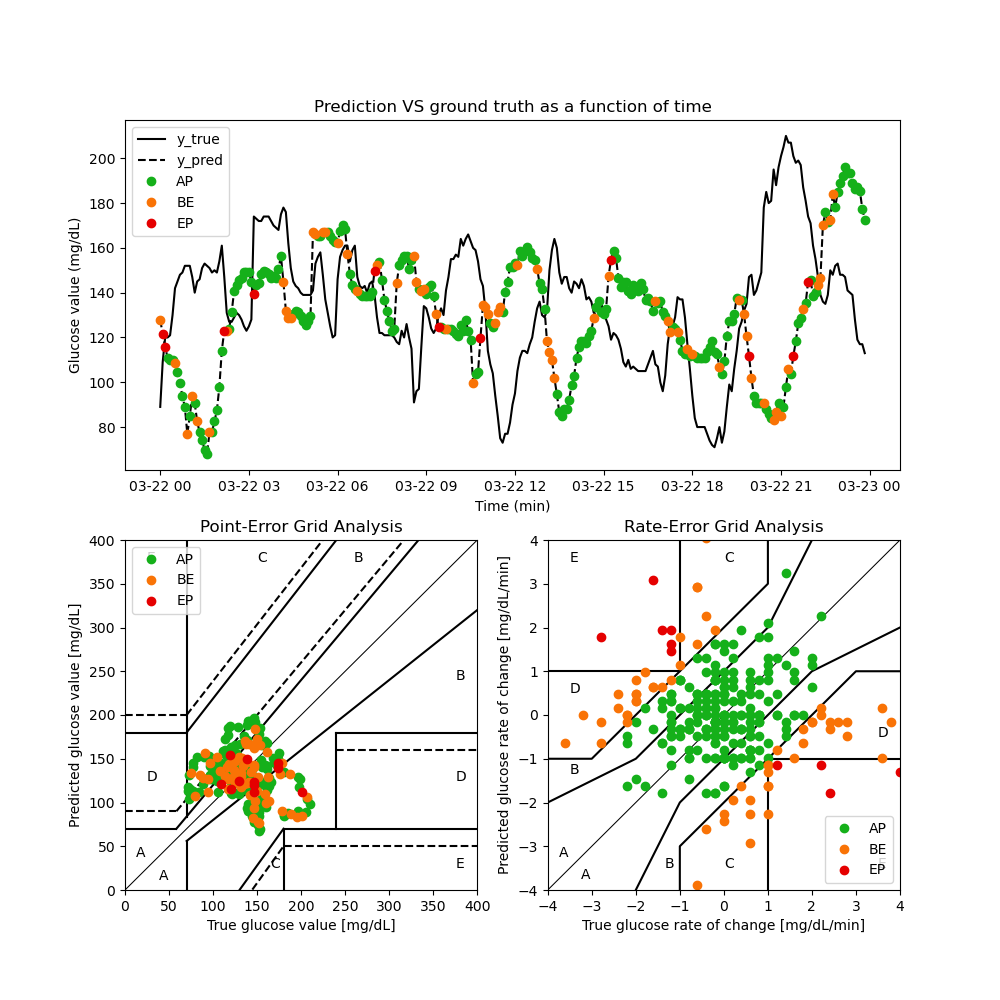 Prediction VS ground truth as a function of time
Glucose value (mg/dL)
200
180
160
140
120
100
80
y_true
y_pred
AP
BE
EP
03-22 00 03-22 03 03-22 06 03-22 09 03-22 12 03-22 15 03-22 18 03-22 21 03-23 00
Time (min)
Point-Error Grid Analysis
Predicted glucose value [mg/dL]
400
350
300
250
200
150
100
50
0
AP
BE
EP
C
B
B
D
D
A
A
C
E
0 50 100 150 200 250 300 350 400
True glucose value [mg/dL]
Rate-Error Grid Analysis
Predicted glucose rate of change [mg/dL/min]
4
3
2
1
0
−1
−2
−3
−4
E
C
D
D
B
A
A
B
C
AP
BE
EP
−4 −3 −2 −1 0 1 2 3 4
True glucose rate of change [mg/dL/min]